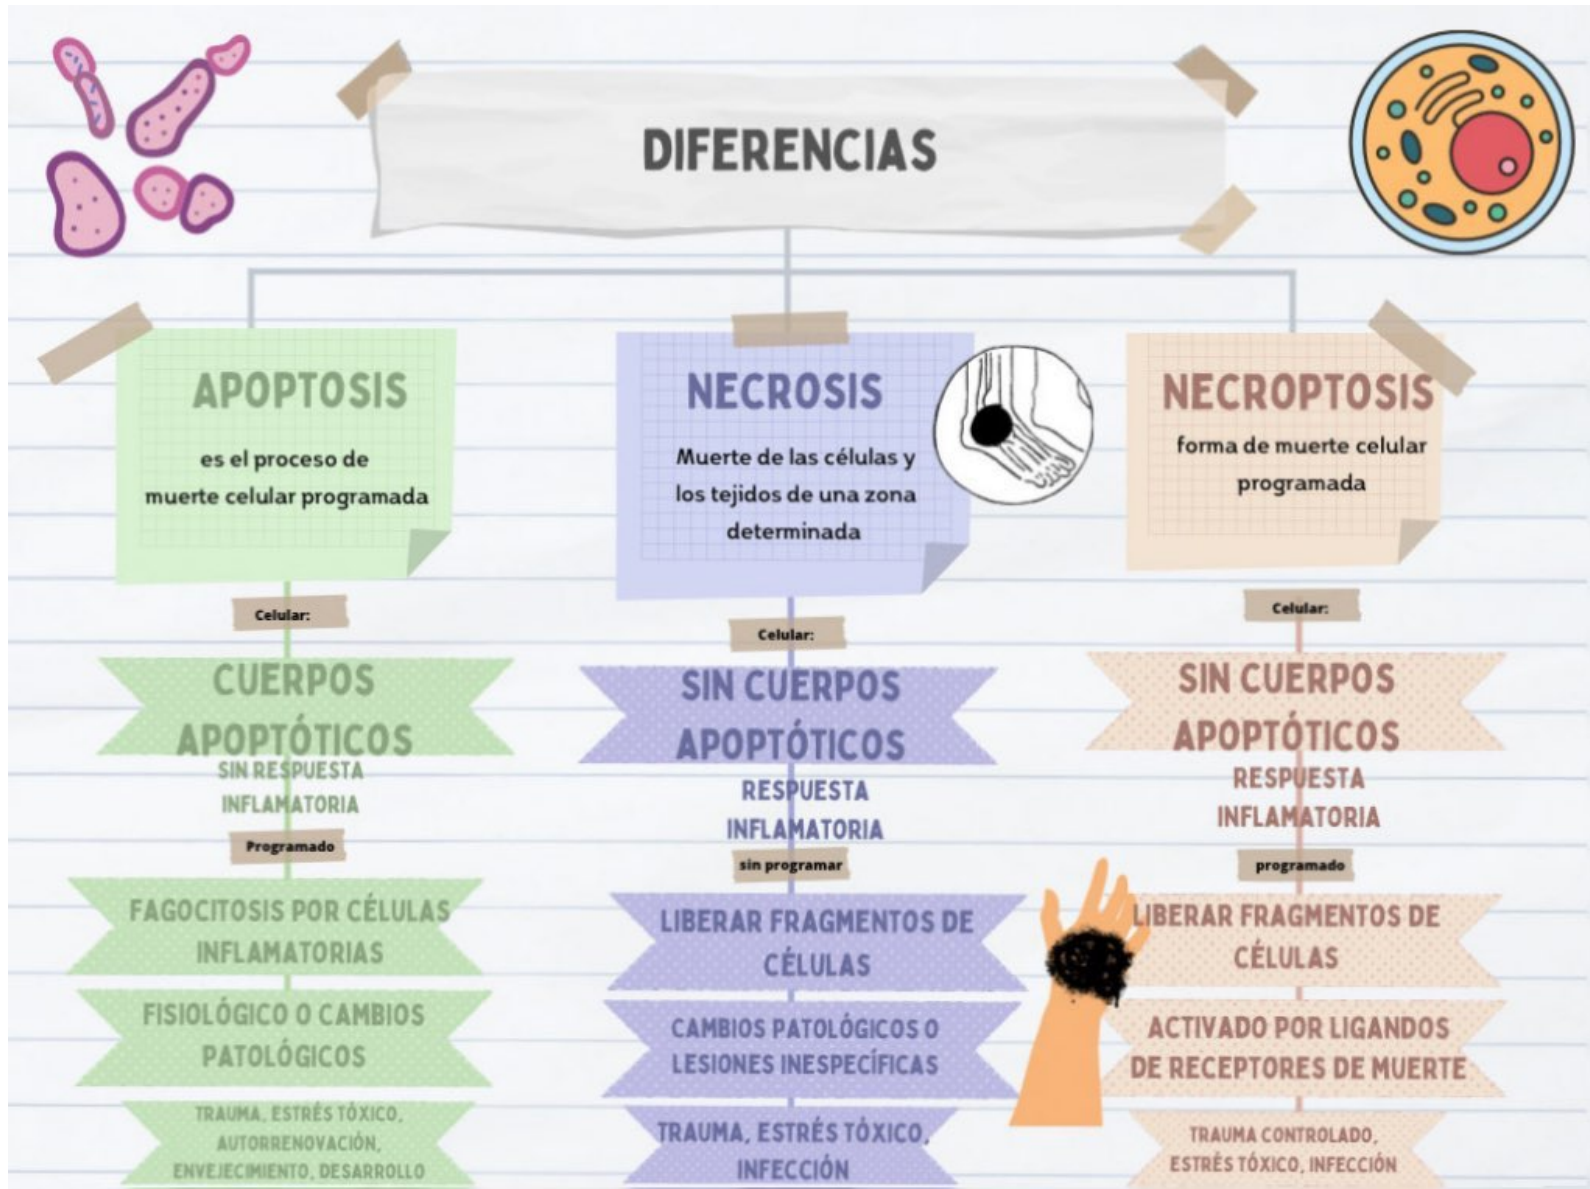 DIFERENCIAS
APOPTOSIS
es el proceso de
muerte celular programada
Celular:
CUERPOS
APOPTÓTICOS
SIN RESPUESTA
INFLAMATORIA
Programado
FAGOCITOSIS POR CÉLULAS
INFLAMATORIAS
FISIOLÓGICO O CAMBIOS
PATOLÓGICOS
TRAUMA, ESTRÉS TÓXICO,
AUTORRENOVACIÓN,
ENVEJECIMIENTO, DESARROLLO
NECROSIS
Muerte de las células y
los tejidos de una zona
determinada
Celular:
SIN CUERPOS
APOPTÓTICOS
RESPUESTA
INFLAMATORIA
sin programar
LIBERAR FRAGMENTOS DE
CÉLULAS
CAMBIOS PATOLÓGICOS O
LESIONES INESPECÍFICAS
TRAUMA, ESTRÉS TÓXICO,
INFECCIÓN
NECROPTOSIS
forma de muerte celular
programada
Celular:
SIN CUERPOS
APOPTÓTICOS
RESPUESTA
INFLAMATORIA
programado
LIBERAR FRAGMENTOS DE
CÉLULAS
ACTIVADO POR LIGANDOS
DE RECEPTORES DE MUERTE
TRAUMA CONTROLADO,
ESTRÉS TÓXICO, INFECCIÓN